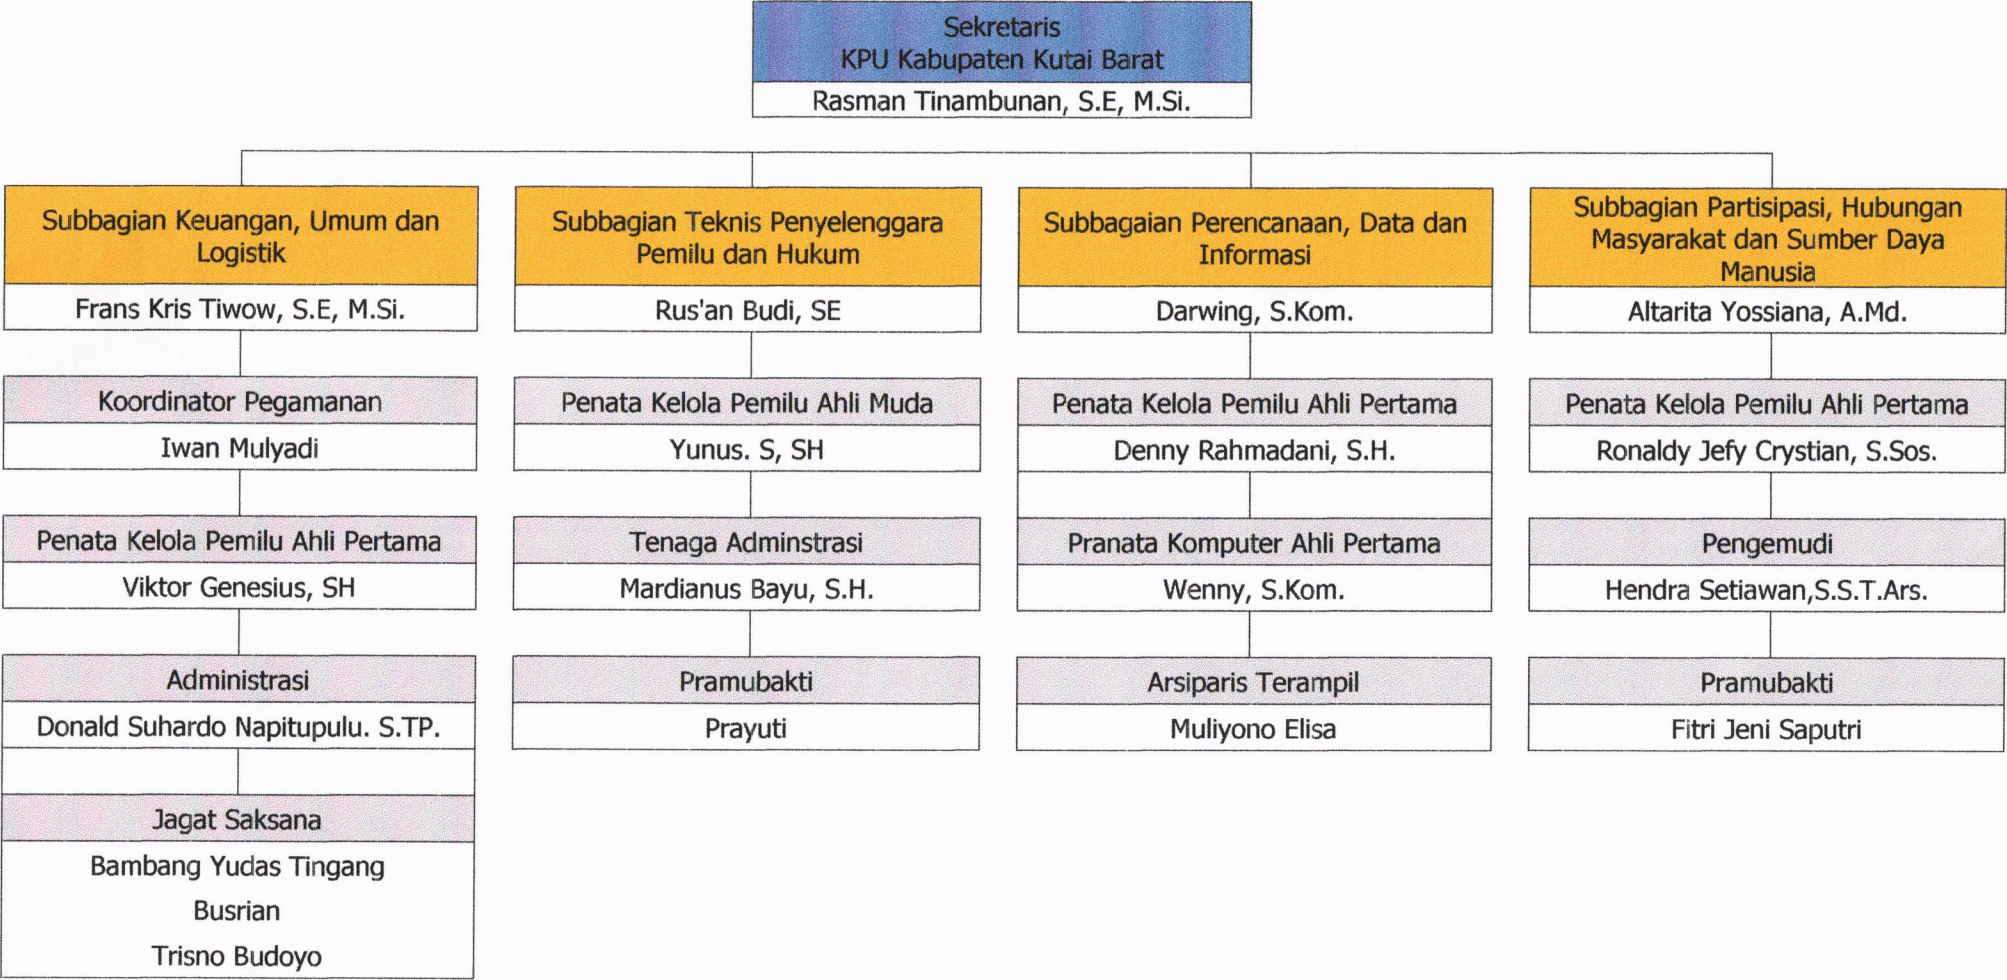 Sekretaris
KPU Kabupaten Kutai Barat
Rasman Tinambunan, S.E, M.Si.
Subbagian Keuangan, Umum dan
Logistik
Frans Kris Tiwow, S.E, M.Si.
Koordinator Pegamanan
Iwan Mulyadi
Penata Kelola Pemilu Ahli Pertama
Viktor Genesius, SH
Administrasi
Donald Suhardo Napitupulu. S.TP.
Jagat Saksana
Bambang Yudas Tingang
Busrian
Trisno Budoyo
Subbagian Teknis Penyelenggara
Pemilu dan Hukum
Rus'an Budi, SE
Penata Kelola Pemilu Ahli Muda
Yunus. S, SH
Tenaga Adminstrasi
Mardianus Bayu, S.H.
Pramubakti
Prayuti
Subbagaian Perencanaan, Data dan
Informasi
Darwing, S.Kom.
Penata Kelola Pemilu Ahli Pertama
Denny Rahmadani, S.H.
Pranata Komputer Ahli Pertama
Wenny, S.Kom.
Arsiparis Terampil
Muliyono Elisa
Subbagian Partisipasi, Hubungan
Masyarakat dan Sumber Daya
Manusia
Altarita Yossiana, A.Md.
Penata Kelola Pemilu Ahli Pertama
Ronaldy Jefy Crystian, S.Sos.
Pengemudi
Hendra Setiawan,S.S.T.Ars.
Pramubakti
Fitri Jeni Saputri